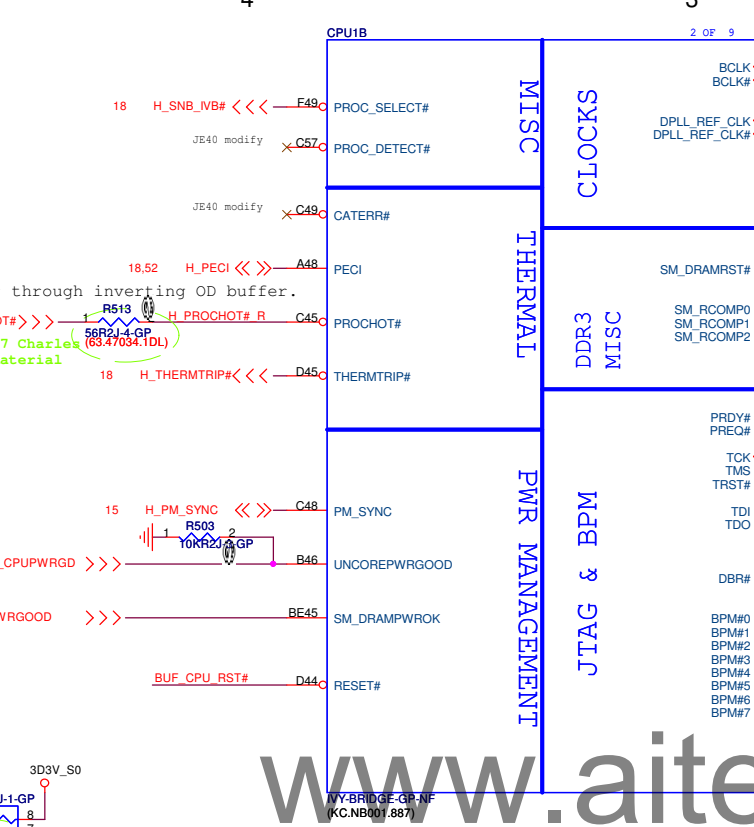 4 3
CPU1B
2 OF 9
18 H_SNB_IVB# F49 PROC_SELECT#
JE40 modify C57 PROC_DETECT#
MISC
JE40 modify C49 CATERR#
18,52 H_PECI A48 PECI
through inverting OD buffer.
OT# 1 R513 2 H_PROCHOT#_R C45 PROCHOT#
56R2J-4-GP
7 Charles (63.47034.1DL)
aterial
18 H_THERMTRIP# D45 THERMTRIP#
THERMAL
15 H_PM_SYNC C48 PM_SYNC
R503
1 2
10KR2J-3-GP
_CPUPWRGD B46 UNCOREPWRGOOD
WRGOOD BE45 SM_DRAMPWROK
BUF_CPU_RST# D44 RESET#
PWR MANAGEMENT
CLOCKS
BCLK
BCLK#
DPLL_REF_CLK
DPLL_REF_CLK#
DDR3
MISC
SM_DRAMRST#
SM_RCOMP0
SM_RCOMP1
SM_RCOMP2
JTAG & BPM
PRDY#
PREQ#
TCK
TMS
TRST#
TDI
TDO
DBR#
BPM#0
BPM#1
BPM#2
BPM#3
BPM#4
BPM#5
BPM#6
BPM#7
3D3V_S0
J-1-GP
8
IVY-BRIDGE-GP-NF
(KC.NB001.887)
www.aite